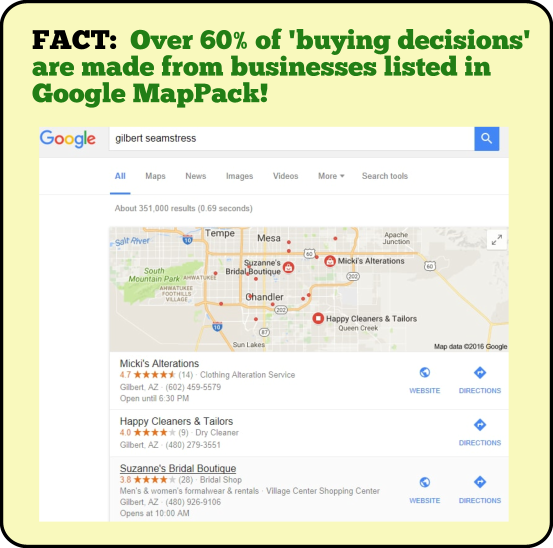 FACT: Over 60% of 'buying decisions'
are made from businesses listed in
Google MapPack!
Google
gilbert seamstress
All Maps News Images Videos More Search tools
About 351,000 results (0.69 seconds)
Salt River
10
Tempe
Mesa
Apache
Junction
60
Suzanne's
Bridal Boutique
Micki's Alterations
60
South
Mountain Park
AHWATUKEE
202
AHWATUKEE
FOOTHILLS
VILLAGE
Chandler
202
Happy Cleaners & Tailors
Queen Creek
10
87
Sun Lakes
Map data ©2016 Google
Micki's Alterations
4.7 ★★★★★ (14) · Clothing Alteration Service
Gilbert, AZ · (602) 459-5579
Open until 6:30 PM
WEBSITE DIRECTIONS
Happy Cleaners & Tailors
4.0 ★★★★★ (9) · Dry Cleaner
Gilbert, AZ · (480) 279-3551
DIRECTIONS
Suzanne's Bridal Boutique
3.8 ★★★★★ (28) · Bridal Shop
Men's & women's formalwear & rentals · Village Center Shopping Center
Gilbert, AZ · (480) 926-9106
Opens at 10:00 AM
WEBSITE DIRECTIONS